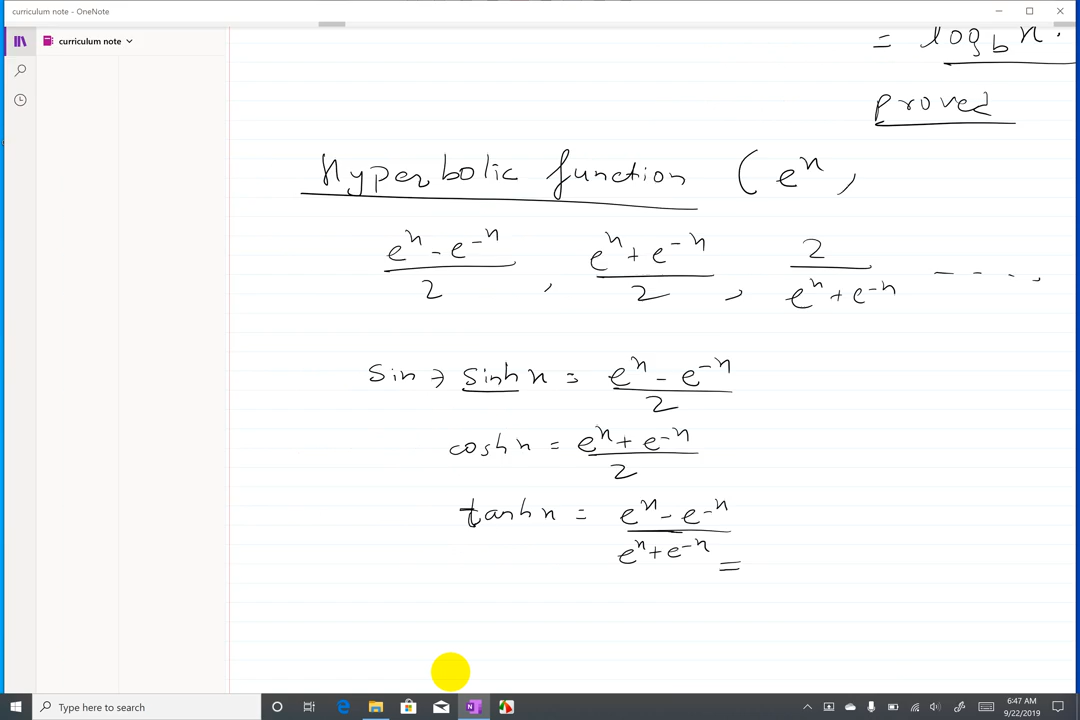 curriculum note - OneNote
curriculum note
= log_b x .
proved
Hyperbolic function (e^x,
(e^x - e^-x)/2 , (e^x + e^-x)/2 , 2/(e^x + e^-x) - - - - .
Sin → sinh x = (e^x - e^-x)/2
cosh x = (e^x + e^-x)/2
tanh x = (e^x - e^-x)/(e^x + e^-x) =
Type here to search
6:47 AM
9/22/2019